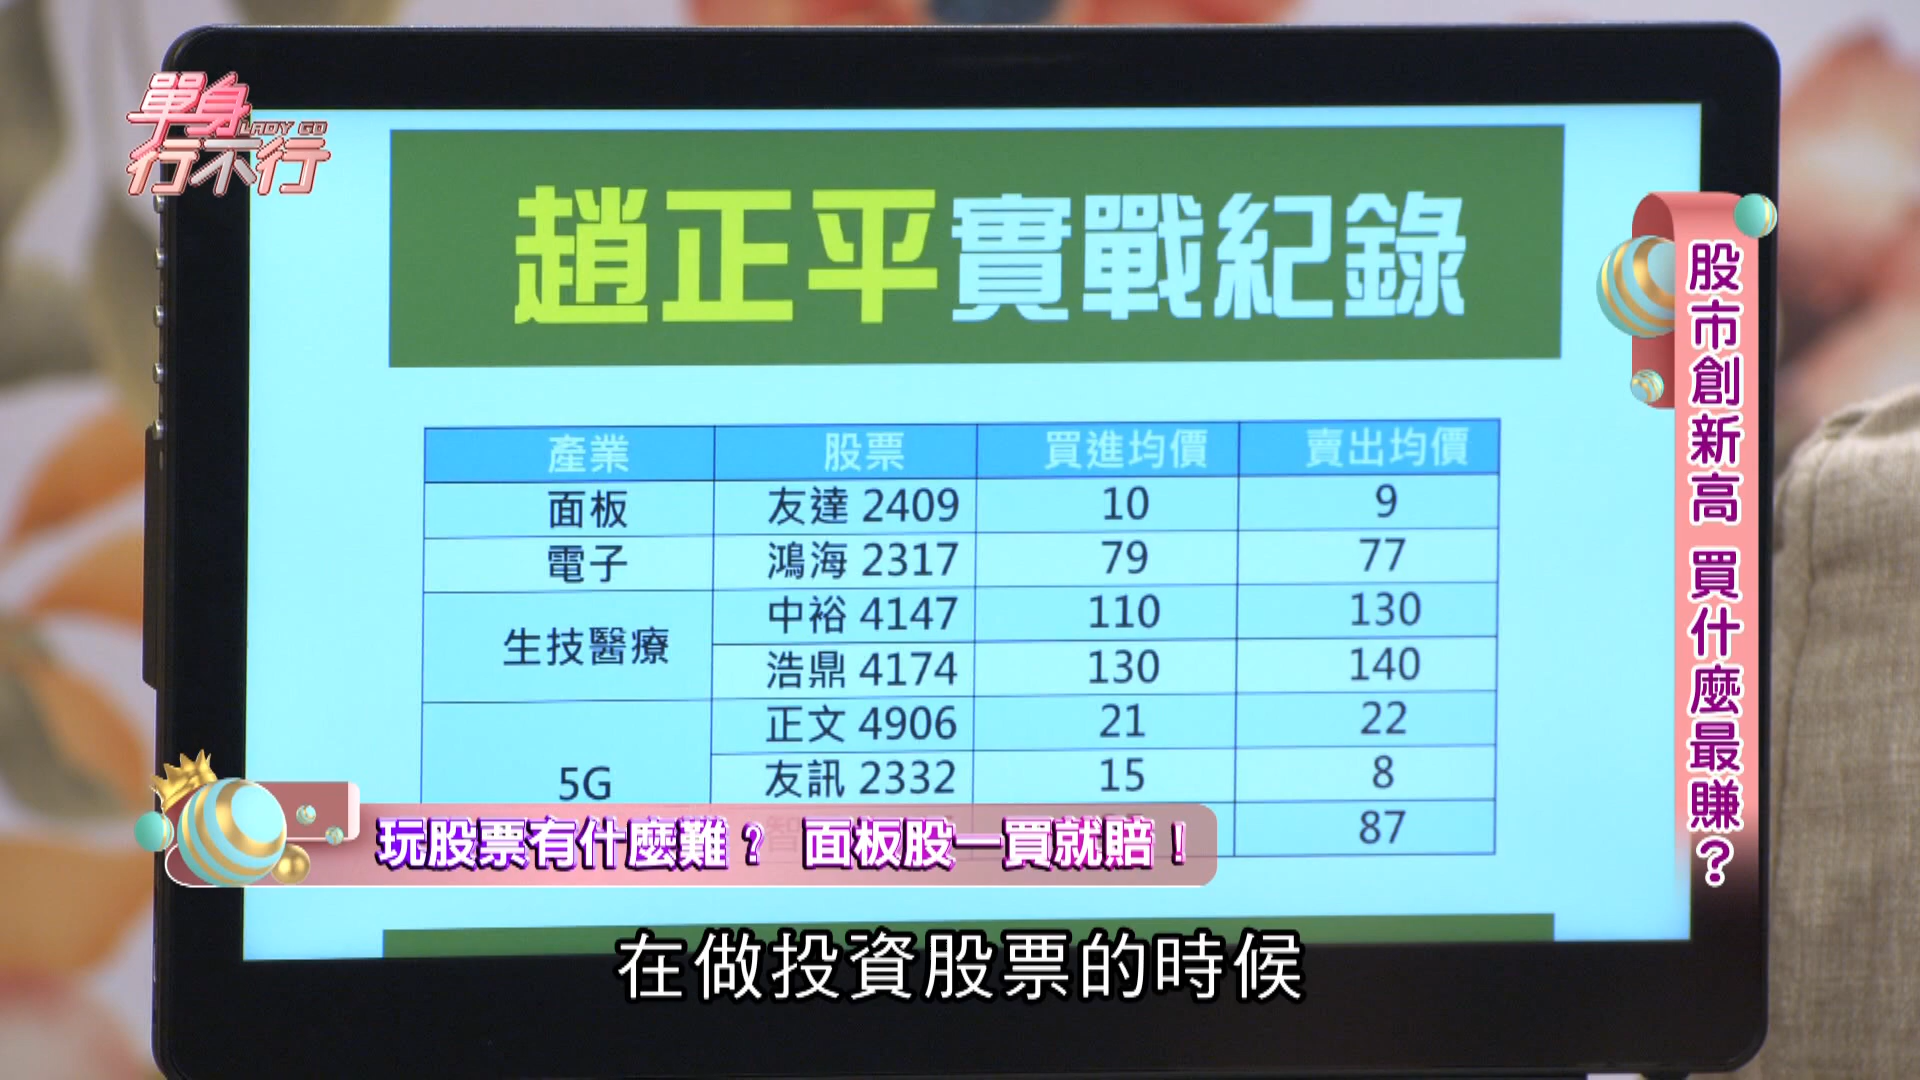 單身
LADY GO
行不行
趙正平實戰紀錄
產業 股票 買進均價 賣出均價
面板 友達 2409 10 9
電子 鴻海 2317 79 77
生技醫療 中裕 4147 110 130
浩鼎 4174 130 140
5G 正文 4906 21 22
友訊 2332 15 8
87
股市創新高 買什麼最賺？
玩股票有什麼難？ 面板股一買就賠！
在做投資股票的時候